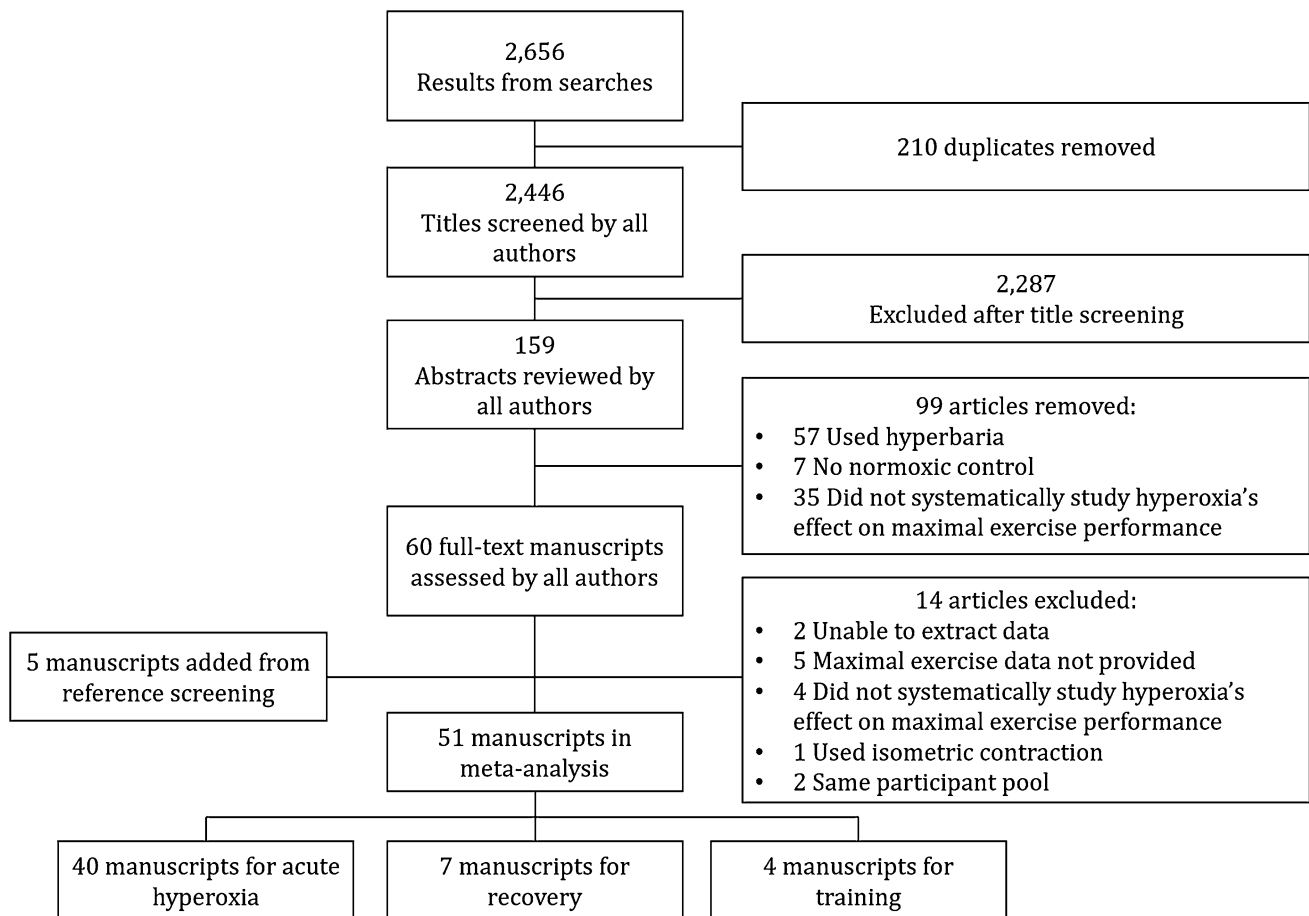 2,656
Results from searches
210 duplicates removed
2,446
Titles screened by all
authors
2,287
Excluded after title screening
159
Abstracts reviewed by
all authors
99 articles removed:
• 57 Used hyperbaria
• 7 No normoxic control
• 35 Did not systematically study hyperoxia’s
effect on maximal exercise performance
60 full-text manuscripts
assessed by all authors
14 articles excluded:
• 2 Unable to extract data
• 5 Maximal exercise data not provided
• 4 Did not systematically study hyperoxia’s
effect on maximal exercise performance
• 1 Used isometric contraction
• 2 Same participant pool
5 manuscripts added from
reference screening
51 manuscripts in
meta-analysis
40 manuscripts for acute
hyperoxia
7 manuscripts for
recovery
4 manuscripts for
training